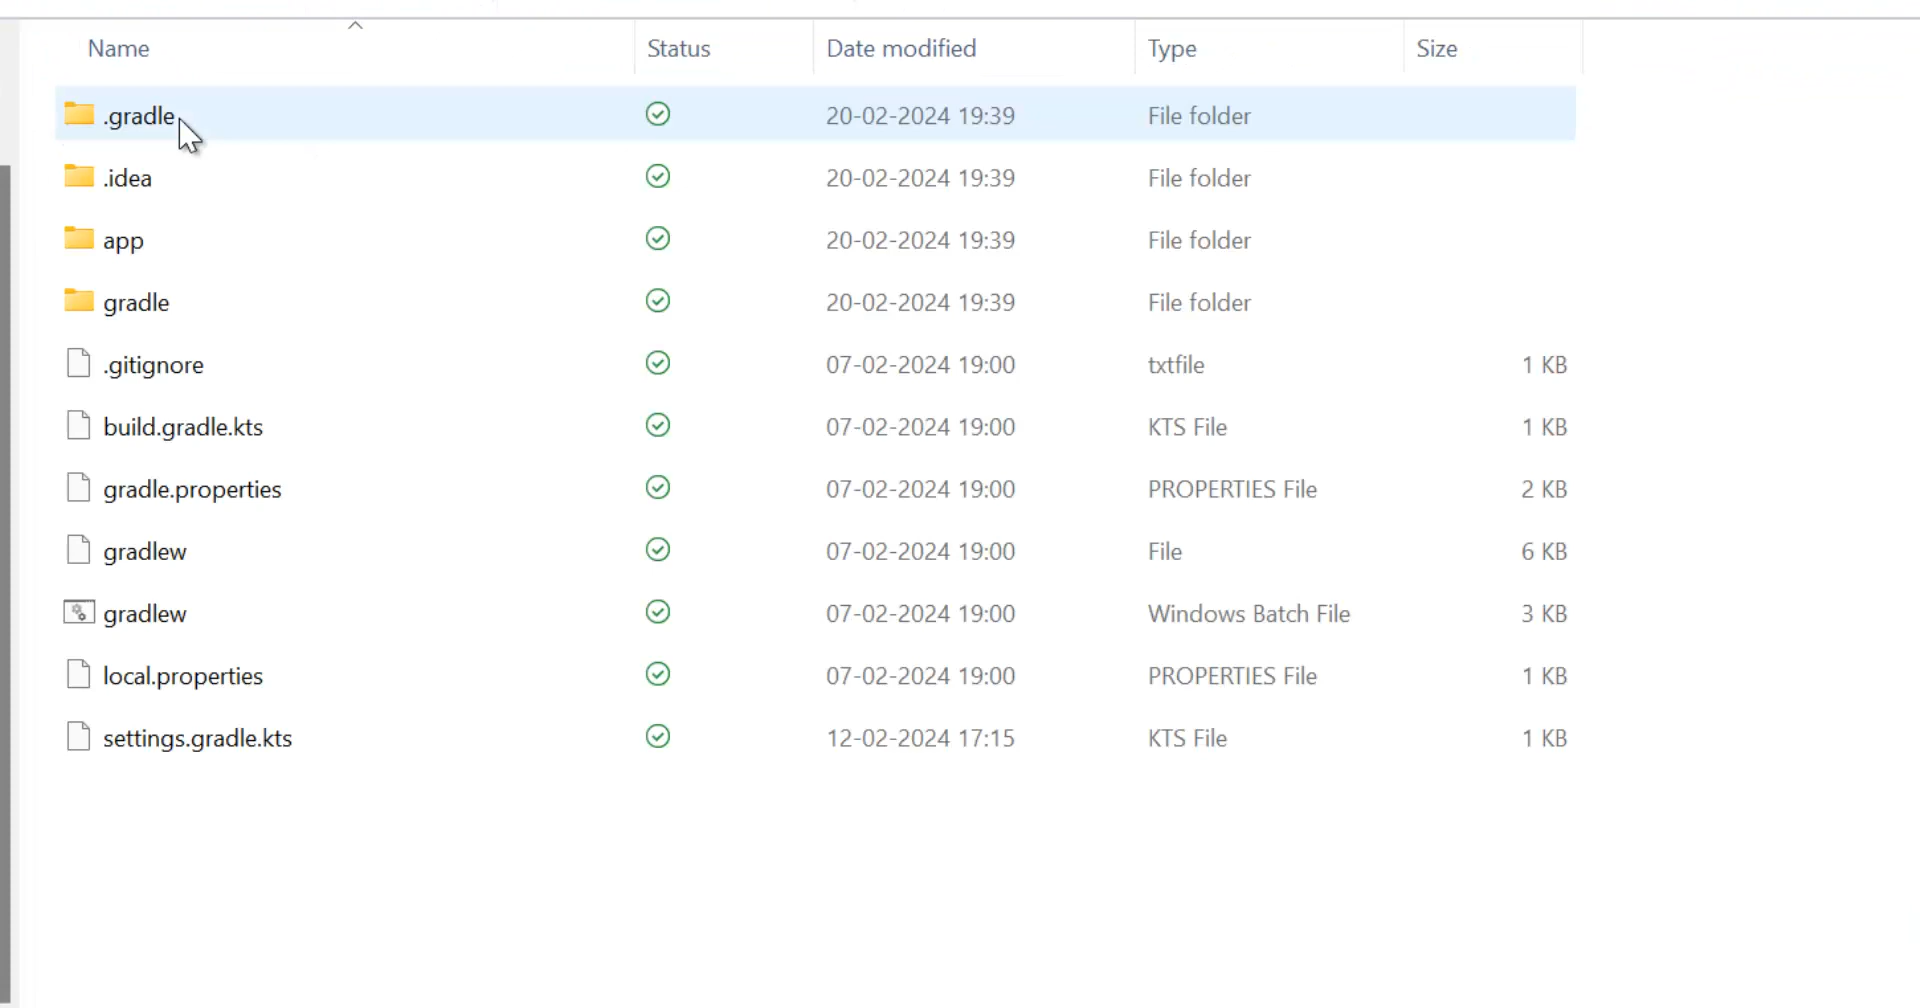 Name Status Date modified Type Size
.gradle 20-02-2024 19:39 File folder
.idea 20-02-2024 19:39 File folder
app 20-02-2024 19:39 File folder
gradle 20-02-2024 19:39 File folder
.gitignore 07-02-2024 19:00 txtfile 1 KB
build.gradle.kts 07-02-2024 19:00 KTS File 1 KB
gradle.properties 07-02-2024 19:00 PROPERTIES File 2 KB
gradlew 07-02-2024 19:00 File 6 KB
gradlew 07-02-2024 19:00 Windows Batch File 3 KB
local.properties 07-02-2024 19:00 PROPERTIES File 1 KB
settings.gradle.kts 12-02-2024 17:15 KTS File 1 KB